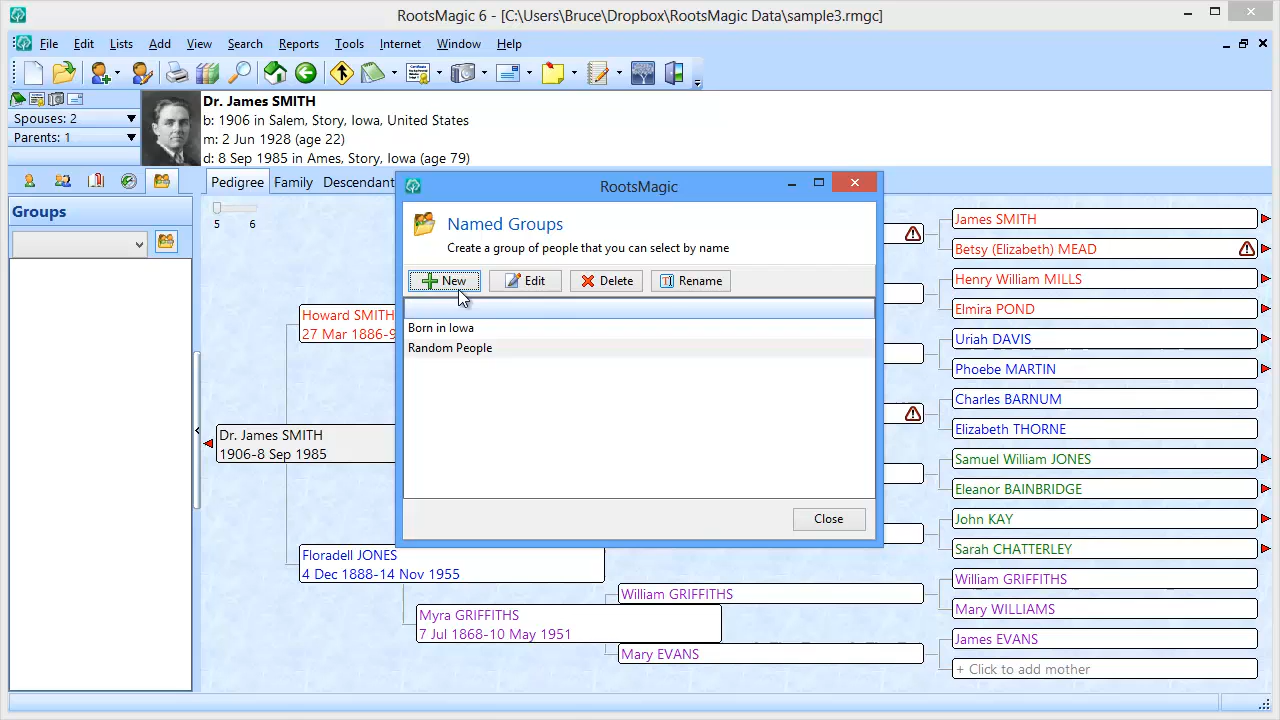 RootsMagic 6 - [C:\Users\Bruce\Dropbox\RootsMagic Data\sample3.rmgc]
File Edit Lists Add View Search Reports Tools Internet Window Help
Dr. James SMITH
Spouses: 2
b: 1906 in Salem, Story, Iowa, United States
Parents: 1
m: 2 Jun 1928 (age 22)
d: 8 Sep 1985 in Ames, Story, Iowa (age 79)
Pedigree Family Descendant
Groups
5 6
RootsMagic
Named Groups
Create a group of people that you can select by name
New Edit Delete Rename
Born in Iowa
Random People
Close
Howard SMITH
27 Mar 1886-9
Dr. James SMITH
1906-8 Sep 1985
Floradell JONES
4 Dec 1888-14 Nov 1955
Myra GRIFFITHS
7 Jul 1868-10 May 1951
William GRIFFITHS
Mary EVANS
James SMITH
Betsy (Elizabeth) MEAD
Henry William MILLS
Elmira POND
Uriah DAVIS
Phoebe MARTIN
Charles BARNUM
Elizabeth THORNE
Samuel William JONES
Eleanor BAINBRIDGE
John KAY
Sarah CHATTERLEY
William GRIFFITHS
Mary WILLIAMS
James EVANS
+ Click to add mother